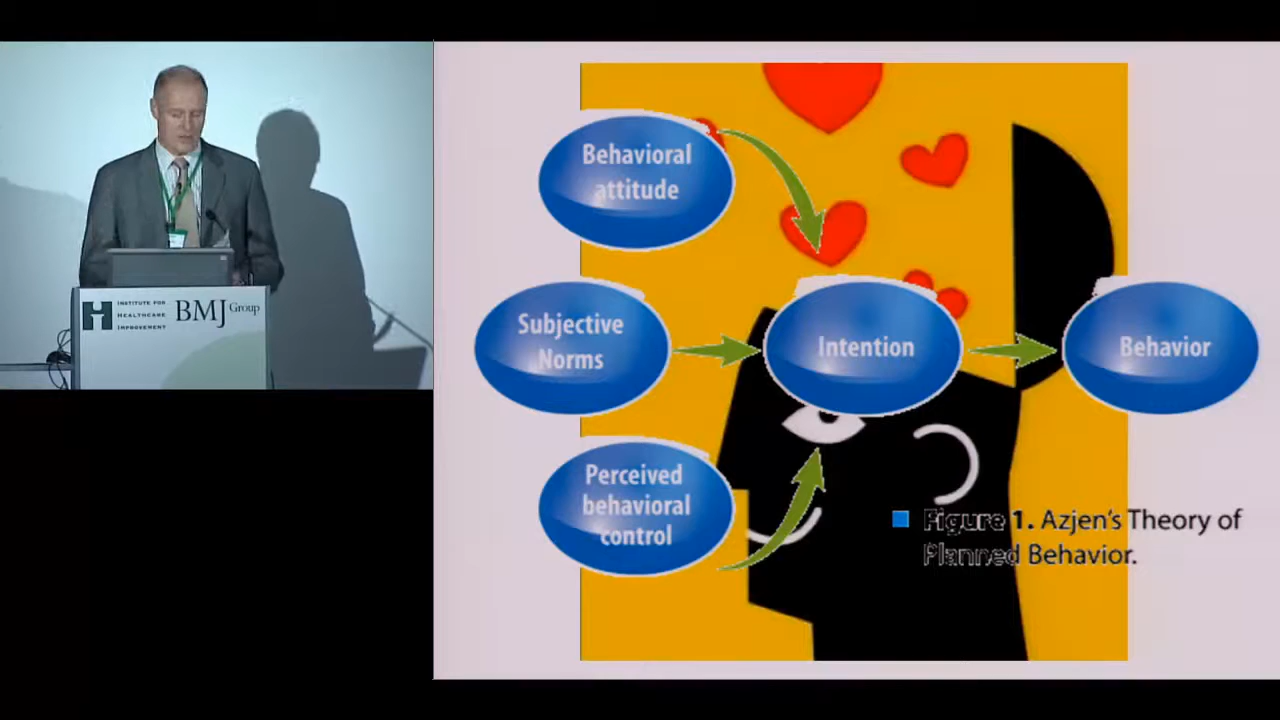 INSTITUTE FOR
HEALTHCARE
IMPROVEMENT
BMJ Group
Behavioral
attitude
Subjective
Norms
Intention
Behavior
Perceived
behavioral
control
Figure 1. Azjen's Theory of
Planned Behavior.